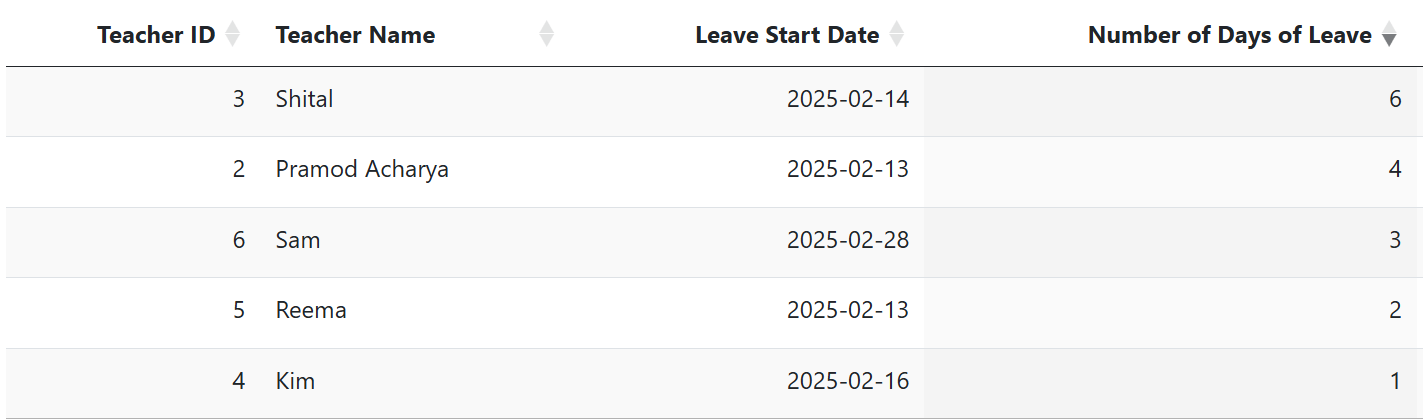 Teacher ID Teacher Name Leave Start Date Number of Days of Leave
3 Shital 2025-02-14 6
2 Pramod Acharya 2025-02-13 4
6 Sam 2025-02-28 3
5 Reema 2025-02-13 2
4 Kim 2025-02-16 1